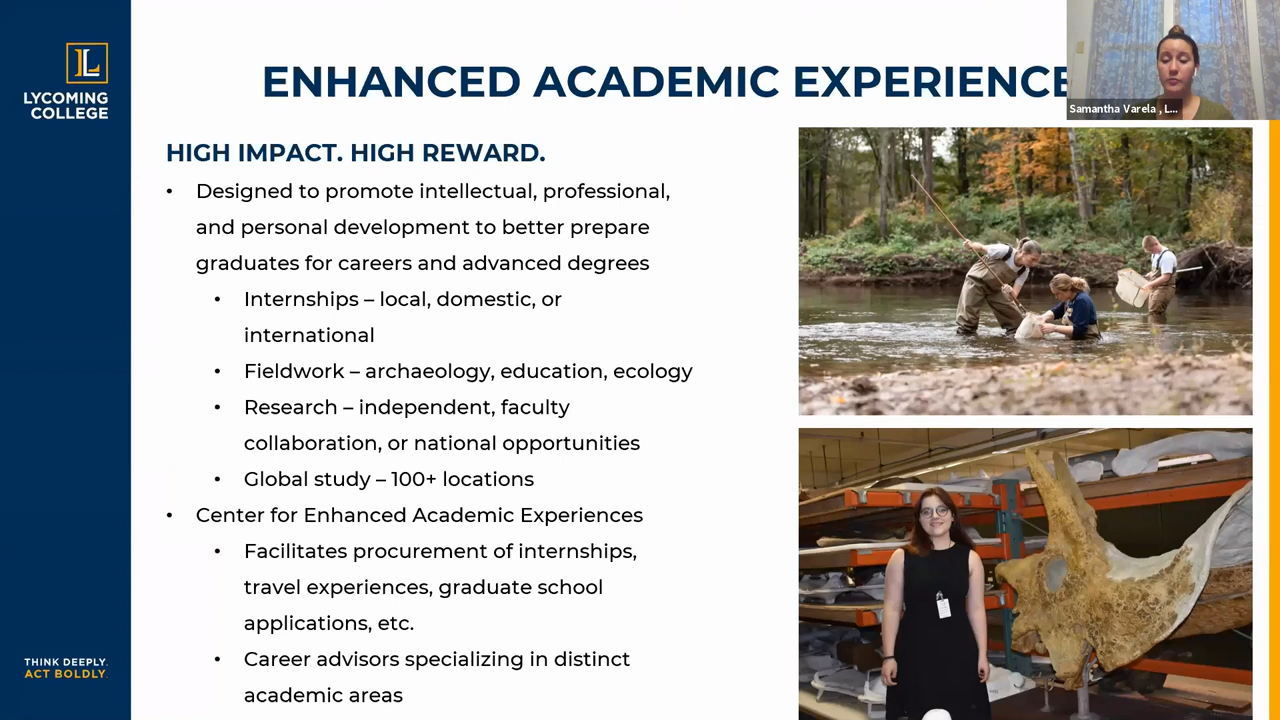 LYCOMING
COLLEGE
ENHANCED ACADEMIC EXPERIENCE
Samantha Varela , L...
HIGH IMPACT. HIGH REWARD.
• Designed to promote intellectual, professional,
and personal development to better prepare
graduates for careers and advanced degrees
• Internships – local, domestic, or
international
• Fieldwork – archaeology, education, ecology
• Research – independent, faculty
collaboration, or national opportunities
• Global study – 100+ locations
• Center for Enhanced Academic Experiences
• Facilitates procurement of internships,
travel experiences, graduate school
applications, etc.
• Career advisors specializing in distinct
academic areas
THINK DEEPLY.
ACT BOLDLY.